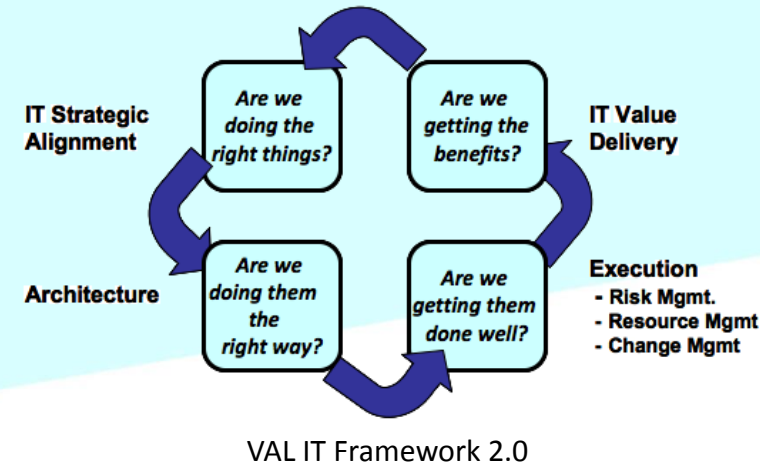 IT Strategic
Alignment
Are we
doing the
right things?
Are we
getting the
benefits?
IT Value
Delivery
Architecture
Are we
doing them
the
right way?
Are we
getting them
done well?
Execution
- Risk Mgmt.
- Resource Mgmt
- Change Mgmt
VAL IT Framework 2.0